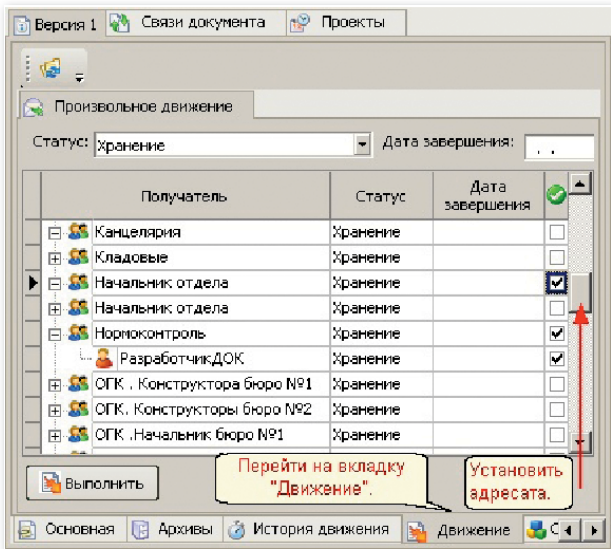 Версия 1 Связи документа Проекты
Произвольное движение
Статус: Хранение Дата завершения: . .
Получатель Статус Дата завершения
Канцелярия Хранение
Кладовые Хранение
Начальник отдела Хранение
Начальник отдела Хранение
Нормоконтроль Хранение
РазработчикДОК Хранение
ОГК . Конструктора бюро №1 Хранение
ОГК. Конструкторы бюро №2 Хранение
ОГК .Начальник бюро №1 Хранение
Выполнить
Перейти на вкладку
"Движение".
Установить
адресата.
Основная Архивы История движения Движение С